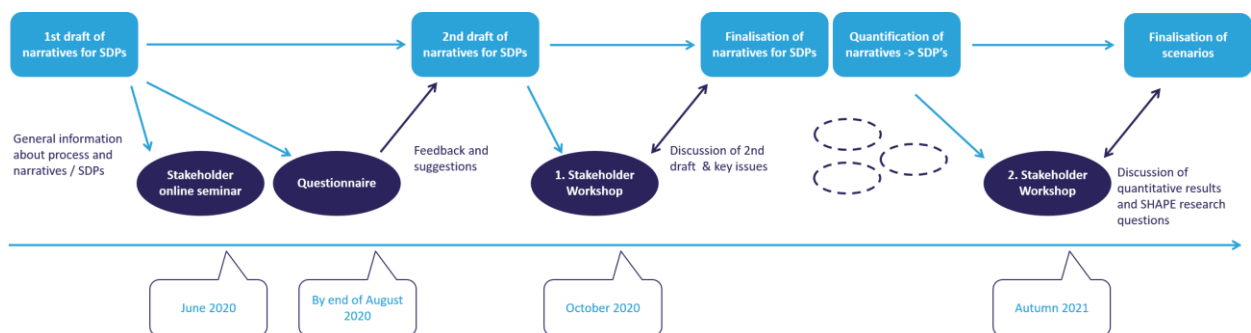 1st draft of
narratives for SDPs
2nd draft of
narratives for SDPs
Finalisation of
narratives for SDPs
Quantification of
narratives -> SDP's
Finalisation of
scenarios
General information
about process and
narratives / SDPs
Stakeholder
online seminar
Questionnaire
Feedback and
suggestions
1. Stakeholder
Workshop
Discussion of 2nd
draft & key issues
2. Stakeholder
Workshop
Discussion of
quantitative results
and SHAPE research
questions
June 2020
By end of August
2020
October 2020
Autumn 2021